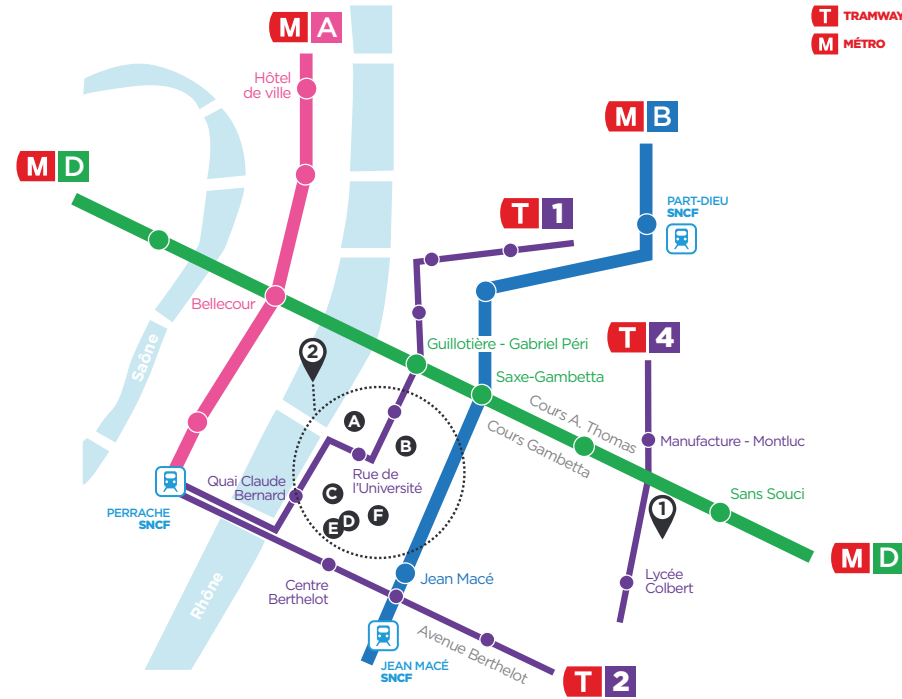 M A
T TRAMWAY
M MÉTRO
Hôtel
de ville
M B
M D
PART-DIEU
SNCF
T 1
Bellecour
Saône
2
Guillotière - Gabriel Péri
T 4
Saxe-Gambetta
Cours A. Thomas
Cours Gambetta
A
B
Manufacture - Montluc
Quai Claude
Bernard
Rue de
l'Université
Sans Souci
C
D
E
F
1
PERRACHE
SNCF
M D
Rhône
Centre
Berthelot
Jean Macé
Lycée
Colbert
Avenue Berthelot
JEAN MACÉ
SNCF
T 2